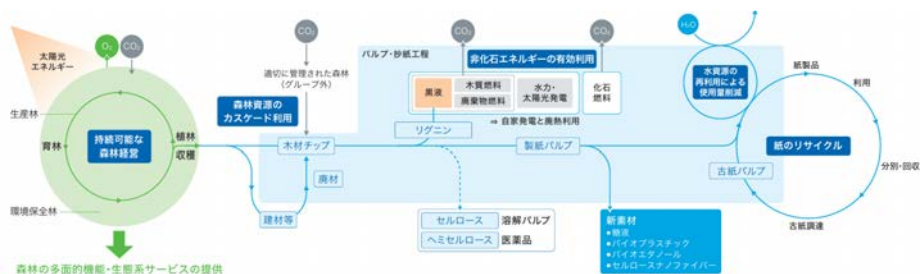 太陽光
エネルギー
O₂
CO₂
生産林
育林
持続可能な
森林経営
植林
収穫
環境保全林
森林の多面的機能・生態系サービスの提供
森林資源の
カスケード利用
CO₂
適切に管理された森林
(グループ外)
木材チップ
廃材
建材等
パルプ・抄紙工程
CO₂
非化石エネルギーの有効利用
黒液
木質燃料
廃棄物燃料
水力・
太陽光発電
CO₂
化石
燃料
⇒ 自家発電と廃熱利用
リグニン
製紙パルプ
セルロース
溶解パルプ
ヘミセルロース
医薬品
新素材
●糖液
●バイオプラスチック
●バイオエタノール
●セルロースナノファイバー
H₂O
水資源の
再利用による
使用量削減
紙製品
利用
紙のリサイクル
分別・回収
古紙パルプ
古紙調達